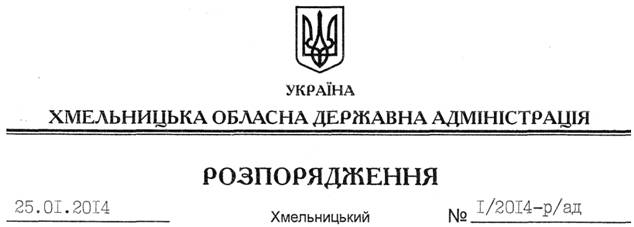 УКРАЇНА
ХМЕЛЬНИЦЬКА ОБЛАСНА ДЕРЖАВНА АДМІНІСТРАЦІЯ
РОЗПОРЯДЖЕННЯ
25.01.2014 Хмельницький № 1/2014-р/ад